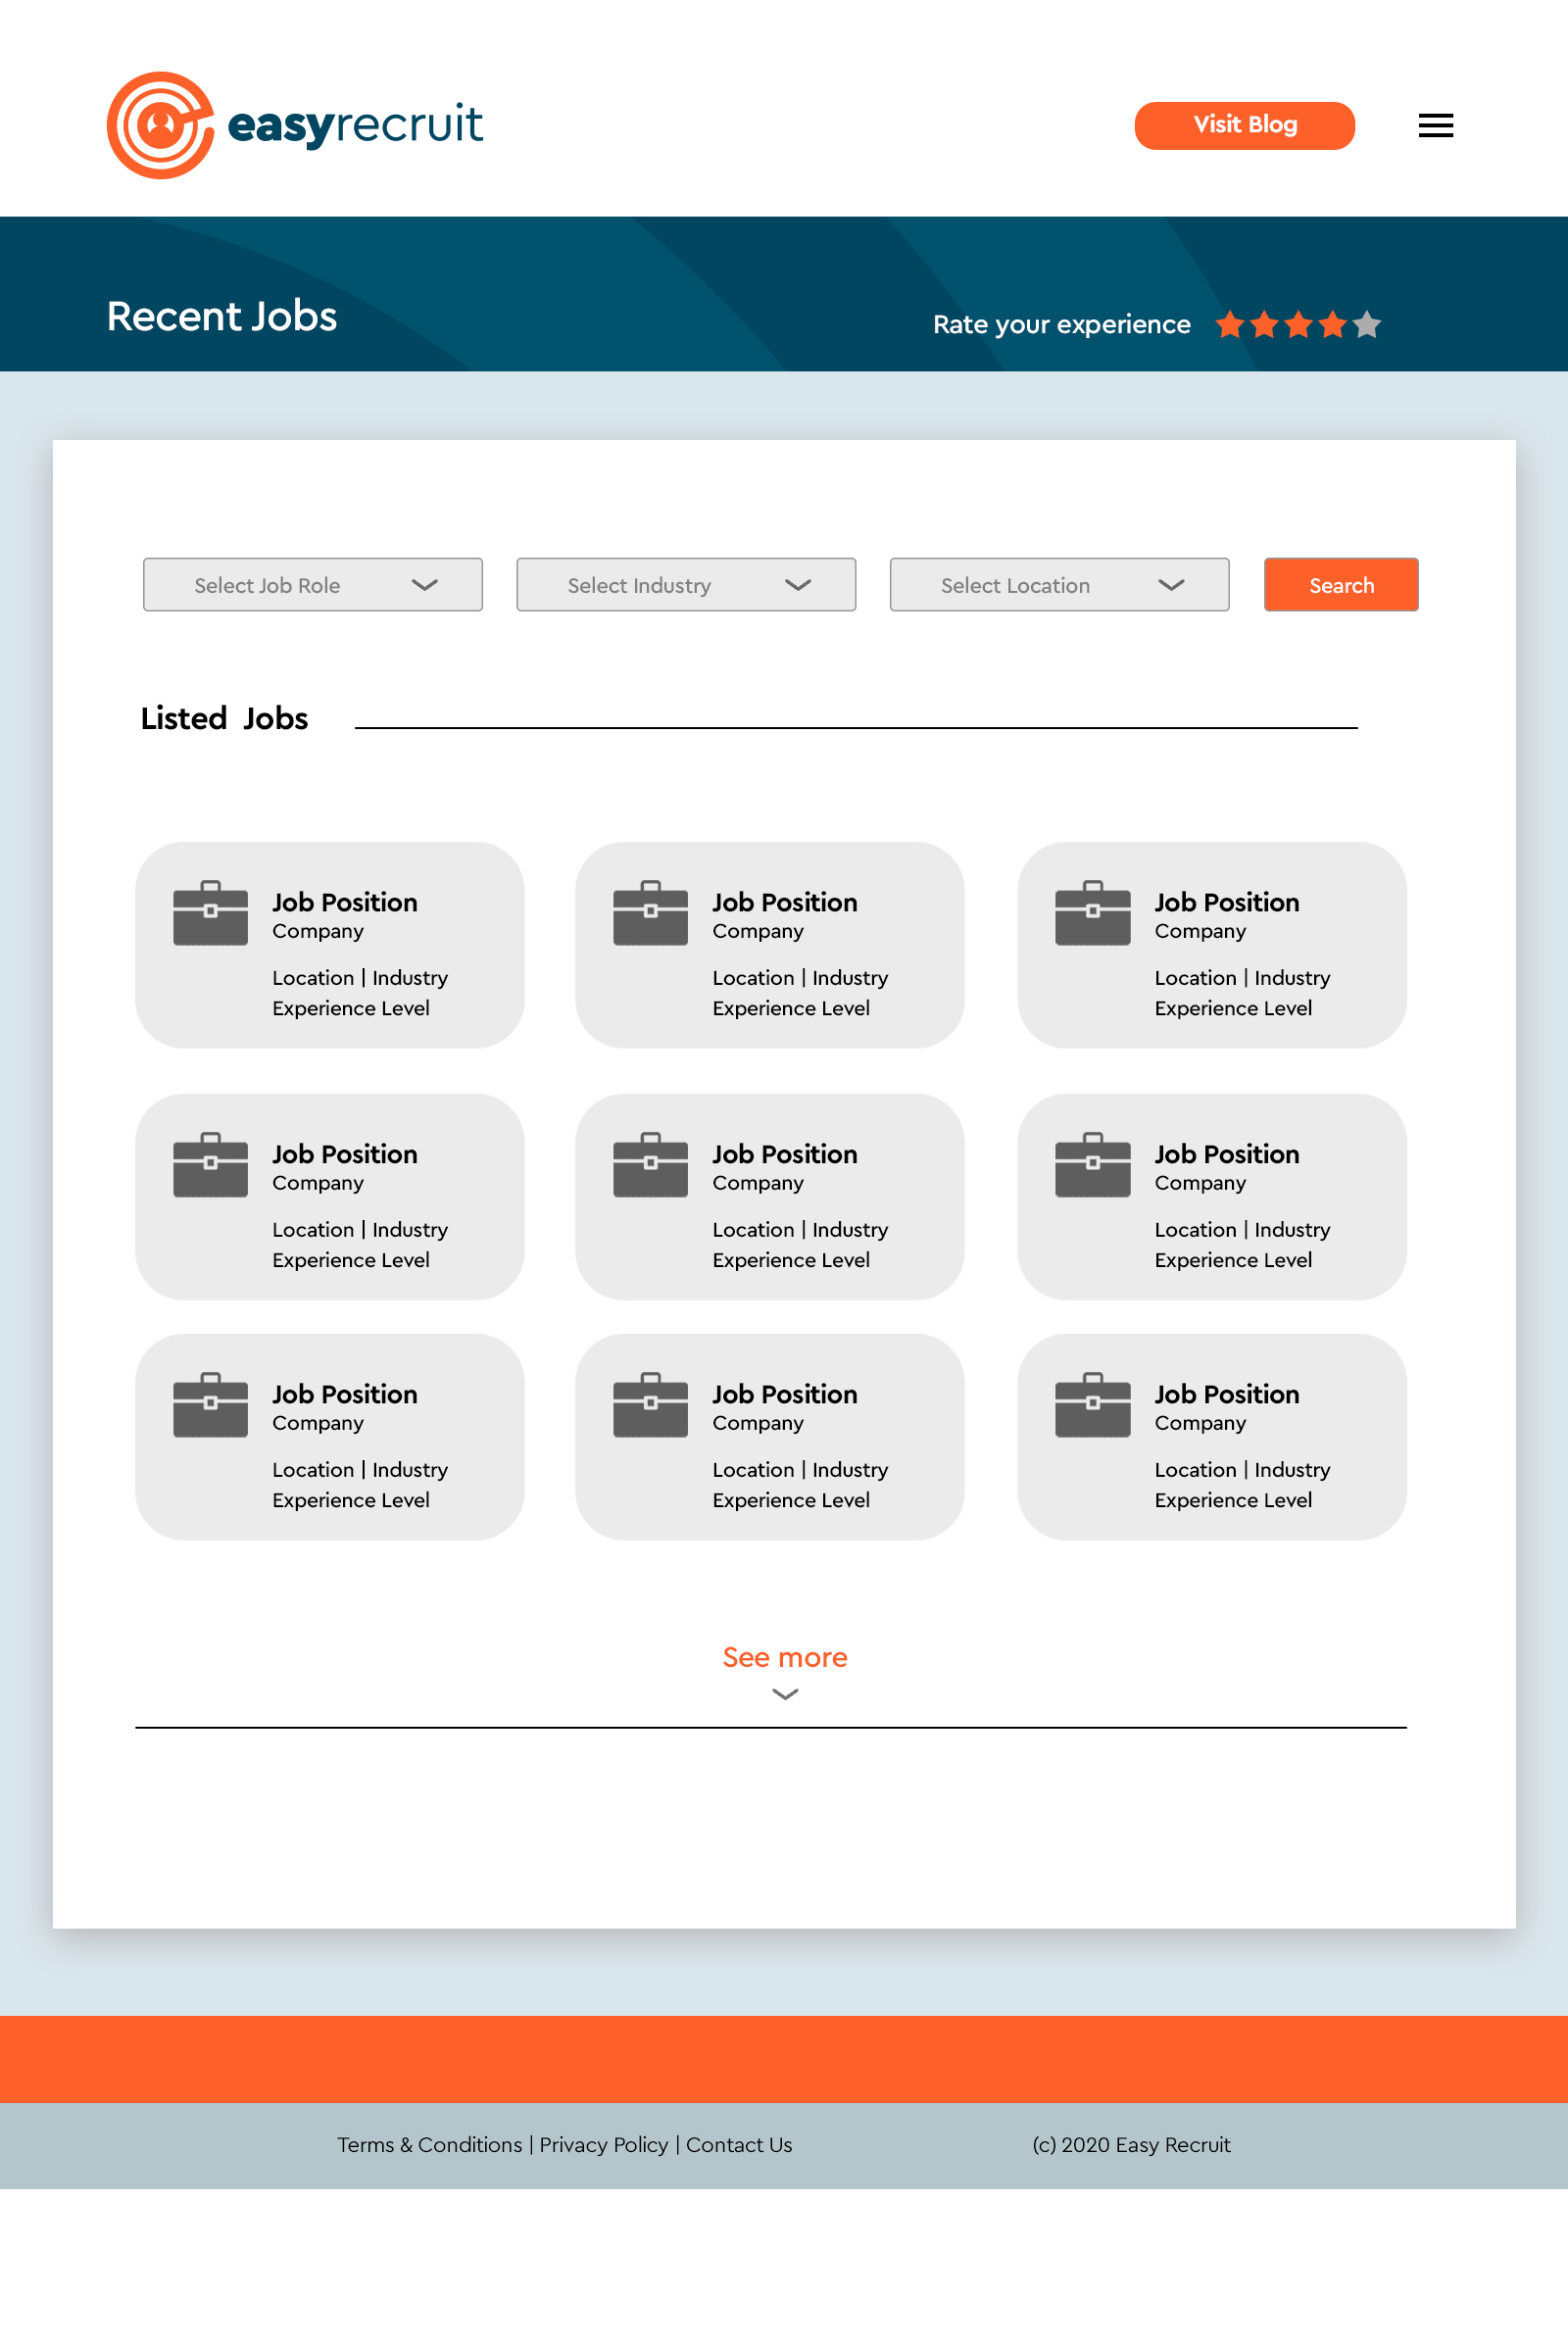 easyrecruit
Visit Blog
Recent Jobs
Rate your experience
Select Job Role
Select Industry
Select Location
Search
Listed Jobs
Job Position
Company
Location | Industry
Experience Level
Job Position
Company
Location | Industry
Experience Level
Job Position
Company
Location | Industry
Experience Level
Job Position
Company
Location | Industry
Experience Level
Job Position
Company
Location | Industry
Experience Level
Job Position
Company
Location | Industry
Experience Level
Job Position
Company
Location | Industry
Experience Level
Job Position
Company
Location | Industry
Experience Level
Job Position
Company
Location | Industry
Experience Level
See more
Terms & Conditions | Privacy Policy | Contact Us
(c) 2020 Easy Recruit